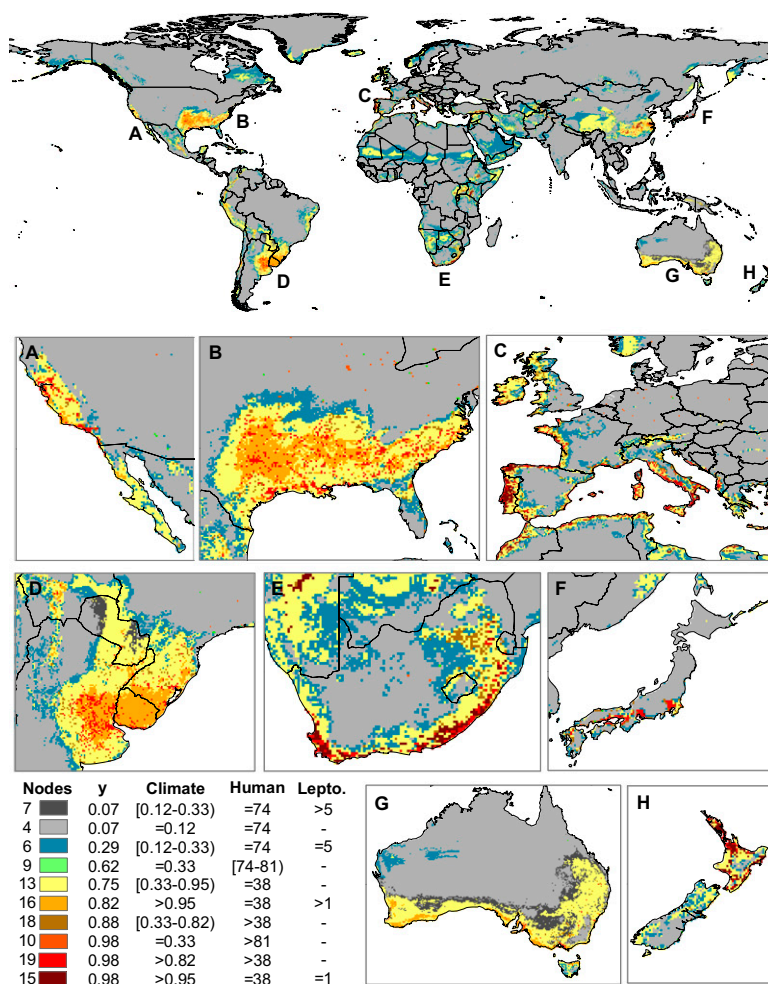 C
F
A
B
D
E
G
H
A
B
C
D
E
F
Nodes y Climate Human Lepto.
7 0.07 [0.12-0.33) =74 >5
4 0.07 =0.12 =74 -
6 0.29 [0.12-0.33) =74 =5
9 0.62 =0.33 [74-81) -
13 0.75 [0.33-0.95) =38 -
16 0.82 >0.95 =38 >1
18 0.88 [0.33-0.82) >38 -
10 0.98 =0.33 >81 -
19 0.98 >0.82 >38 -
15 0.98 >0.95 =38 =1
G
H